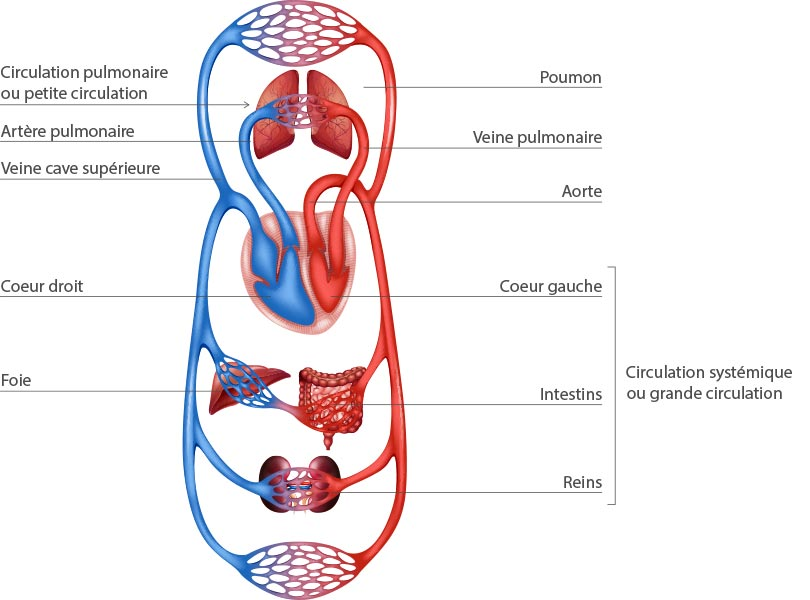 Circulation pulmonaire
ou petite circulation
Artère pulmonaire
Veine cave supérieure
Coeur droit
Foie
Poumon
Veine pulmonaire
Aorte
Coeur gauche
Intestins
Reins
Circulation systémique
ou grande circulation